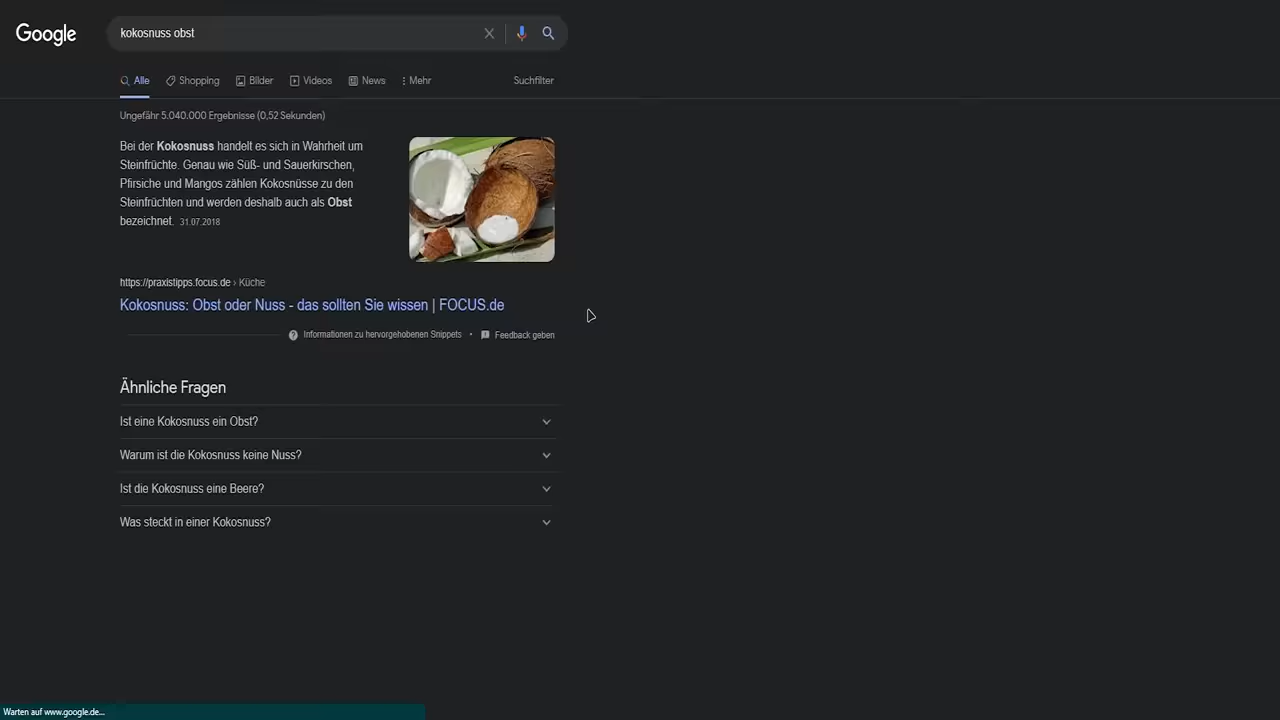 Google
kokosnuss obst
Alle Shopping Bilder Videos News Mehr Suchfilter
Ungefähr 5.040.000 Ergebnisse (0,52 Sekunden)
Bei der Kokosnuss handelt es sich in Wahrheit um
Steinfrüchte. Genau wie Süß- und Sauerkirschen,
Pfirsiche und Mangos zählen Kokosnüsse zu den
Steinfrüchten und werden deshalb auch als Obst
bezeichnet. 31.07.2018
https://praxistipps.focus.de › Küche
Kokosnuss: Obst oder Nuss - das sollten Sie wissen | FOCUS.de
Informationen zu hervorgehobenen Snippets • Feedback geben
Ähnliche Fragen
Ist eine Kokosnuss ein Obst?
Warum ist die Kokosnuss keine Nuss?
Ist die Kokosnuss eine Beere?
Was steckt in einer Kokosnuss?
Warten auf www.google.de...